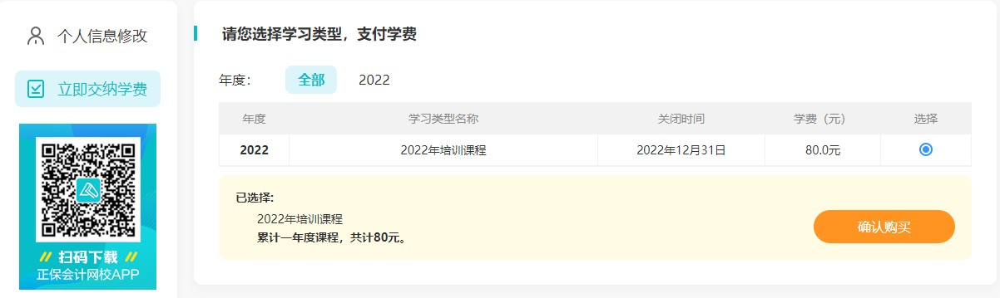 个人信息修改
立即交纳学费
扫码下载
正保会计网校APP
请您选择学习类型，支付学费
年度： 全部 2022
年度 学习类型名称 关闭时间 学费（元） 选择
2022 2022年培训课程 2022年12月31日 80.0元
已选择:
2022年培训课程
累计一年度课程，共计80元。
确认购买